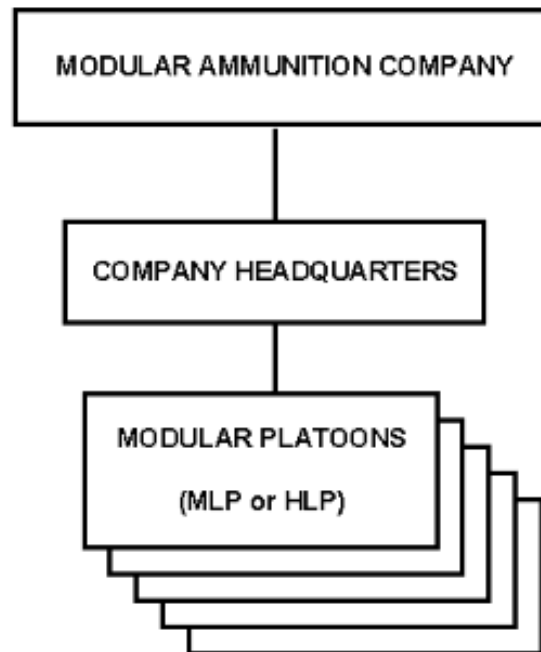 MODULAR AMMUNITION COMPANY
COMPANY HEADQUARTERS
MODULAR PLATOONS
(MLP or HLP)